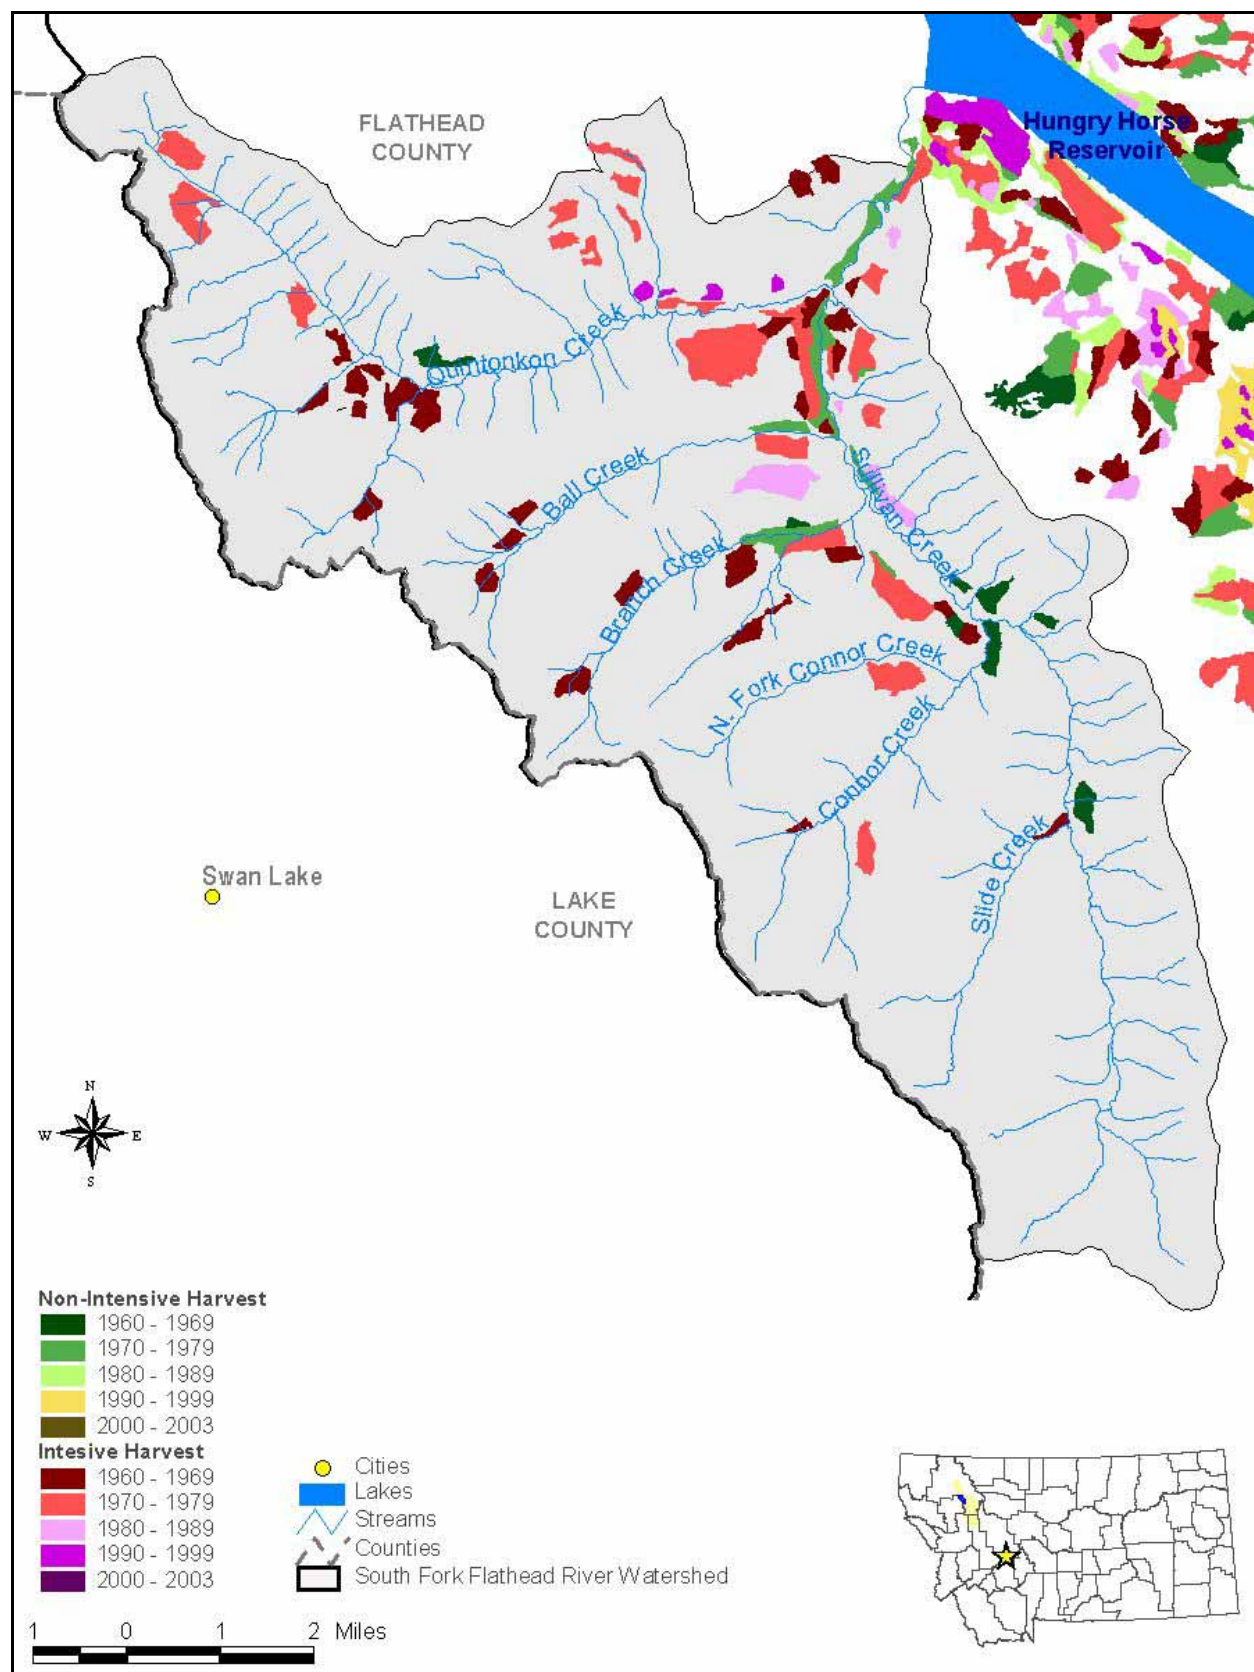 FLATHEAD
COUNTY
Hungry Horse
Reservoir
Quintonkon Creek
Ball Creek
Sullivan Creek
Branch Creek
N. Fork Connor Creek
Connor Creek
Slide Creek
Swan Lake
LAKE
COUNTY
N
W E
S
Non-Intensive Harvest
1960 - 1969
1970 - 1979
1980 - 1989
1990 - 1999
2000 - 2003
Intesive Harvest
1960 - 1969
1970 - 1979
1980 - 1989
1990 - 1999
2000 - 2003
Cities
Lakes
Streams
Counties
South Fork Flathead River Watershed
1 0 1 2 Miles